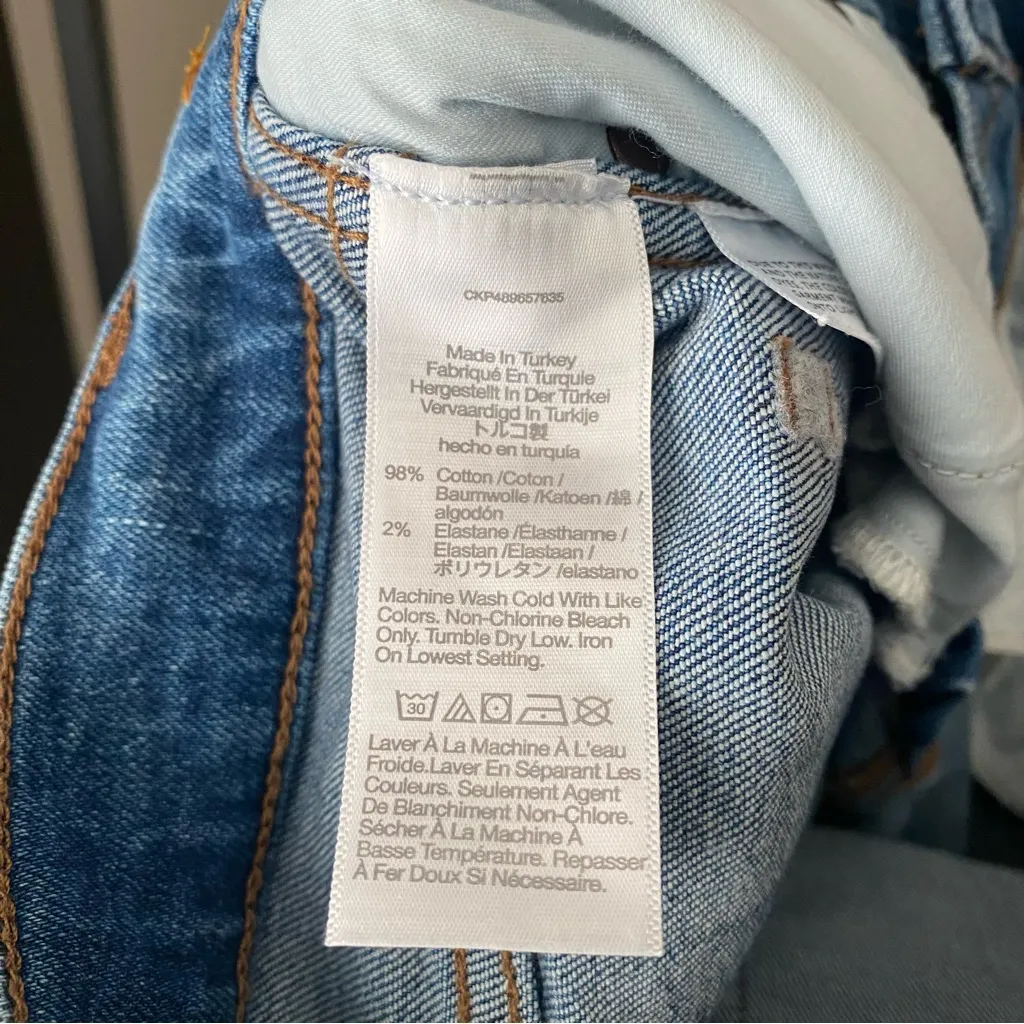 CKP489657635
Made In Turkey
Fabriqué En Turquie
Hergestellt In Der Türkei
Vervaardigd In Turkije
トルコ製
hecho en turquía
98% Cotton /Coton /
Baumwolle /Katoen /綿 /
algodón
2% Elastane /Élasthanne /
Elastan /Elastaan /
ポリウレタン /elastano
Machine Wash Cold With Like
Colors. Non-Chlorine Bleach
Only. Tumble Dry Low. Iron
On Lowest Setting.
30
Laver À La Machine À L'eau
Froide.Laver En Séparant Les
Couleurs. Seulement Agent
De Blanchiment Non-Chlore.
Sécher À La Machine À
Basse Température. Repasser
À Fer Doux Si Nécessaire.
GARMENT